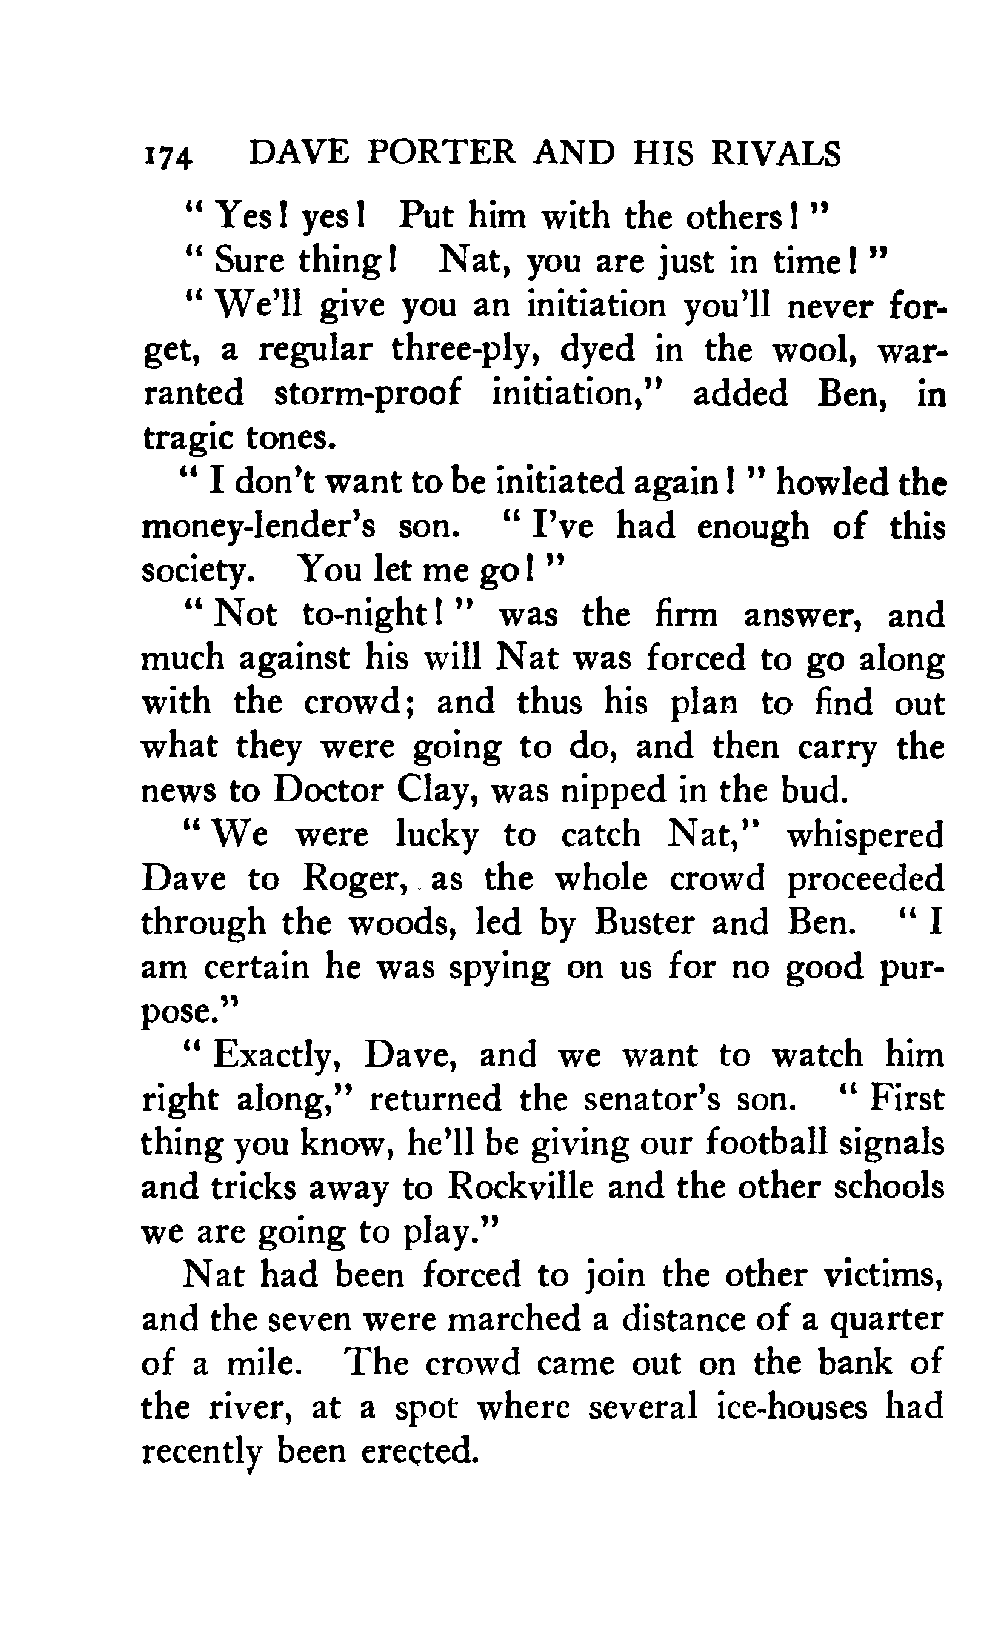 174 DAVE PORTER AND HIS RIVALS
" Yes! yes! Put him with the others! "
" Sure thing! Nat, you are just in time! "
" We'll give you an initiation you'll never for-
get, a regular three-ply, dyed in the wool, war-
ranted storm-proof initiation," added Ben, in
tragic tones.
" I don't want to be initiated again! " howled the
money-lender's son. " I've had enough of this
society. You let me go! "
" Not to-night! " was the firm answer, and
much against his will Nat was forced to go along
with the crowd; and thus his plan to find out
what they were going to do, and then carry the
news to Doctor Clay, was nipped in the bud.
" We were lucky to catch Nat," whispered
Dave to Roger, as the whole crowd proceeded
through the woods, led by Buster and Ben. " I
am certain he was spying on us for no good pur-
pose."
" Exactly, Dave, and we want to watch him
right along," returned the senator's son. " First
thing you know, he'll be giving our football signals
and tricks away to Rockville and the other schools
we are going to play."
Nat had been forced to join the other victims,
and the seven were marched a distance of a quarter
of a mile. The crowd came out on the bank of
the river, at a spot where several ice-houses had
recently been erected.